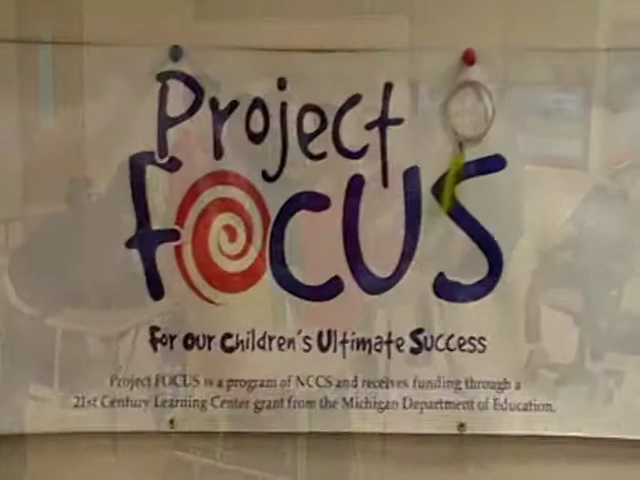 Project
FOCUS
For Our Children's Ultimate Success
Project FOCUS is a program of NCCS and receives funding through a
21st Century Learning Center grant from the Michigan Department of Education.